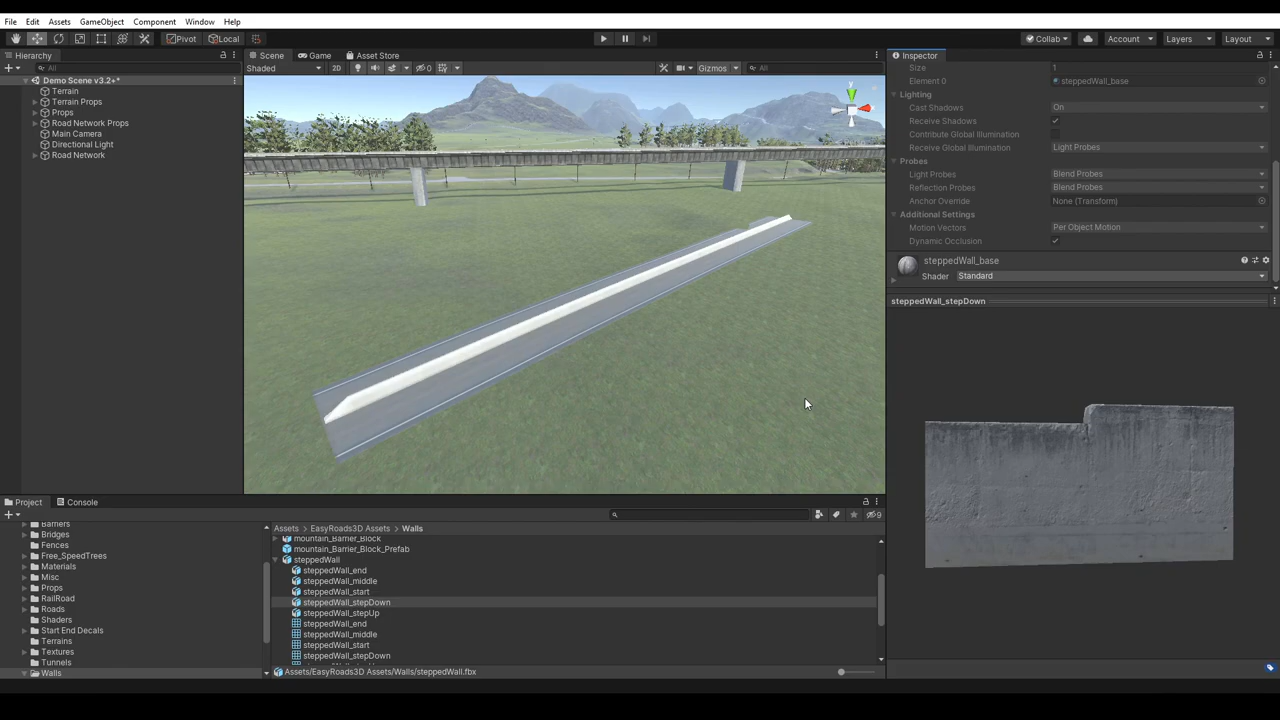 File Edit Assets GameObject Component Window Help
Pivot Local Collab Account Layers Layout
Hierarchy
All
Demo Scene v3.2+*
Terrain
Terrain Props
Props
Road Network Props
Main Camera
Directional Light
Road Network
Scene Game Asset Store
Shaded 2D 0 Gizmos All
y
Inspector
Size 1
Element 0 steppedWall_base
Lighting
Cast Shadows On
Receive Shadows
Contribute Global Illumination
Receive Global Illumination Light Probes
Probes
Light Probes Blend Probes
Reflection Probes Blend Probes
Anchor Override None (Transform)
Additional Settings
Motion Vectors Per Object Motion
Dynamic Occlusion
steppedWall_base
Shader Standard
steppedWall_stepDown
Project Console
9
Barriers
Bridges
Fences
Free_SpeedTrees
Materials
Misc
Props
RailRoad
Roads
Shaders
Start End Decals
Terrains
Textures
Tunnels
Walls
Assets > EasyRoads3D Assets > Walls
mountain_Barrier_Block
mountain_Barrier_Block_Prefab
steppedWall
steppedWall_end
steppedWall_middle
steppedWall_start
steppedWall_stepDown
steppedWall_stepUp
steppedWall_end
steppedWall_middle
steppedWall_start
steppedWall_stepDown
Assets/EasyRoads3D Assets/Walls/steppedWall.fbx